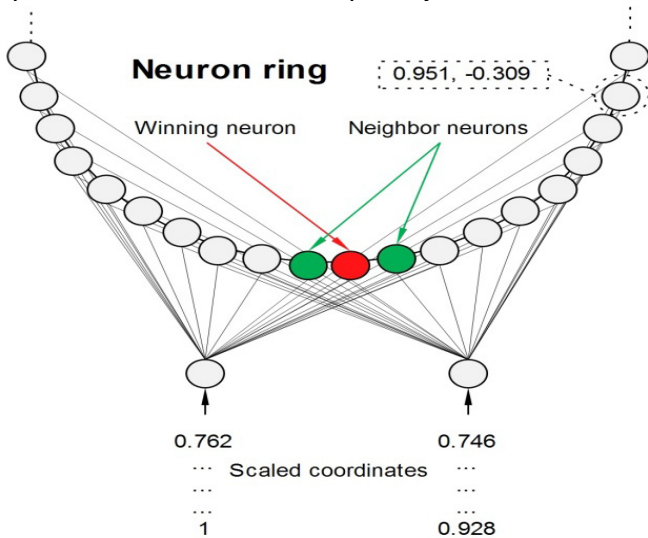 Neuron ring
0.951, -0.309
Winning neuron
Neighbor neurons
0.762
0.746
...
Scaled coordinates
...
...
...
...
...
1
0.928